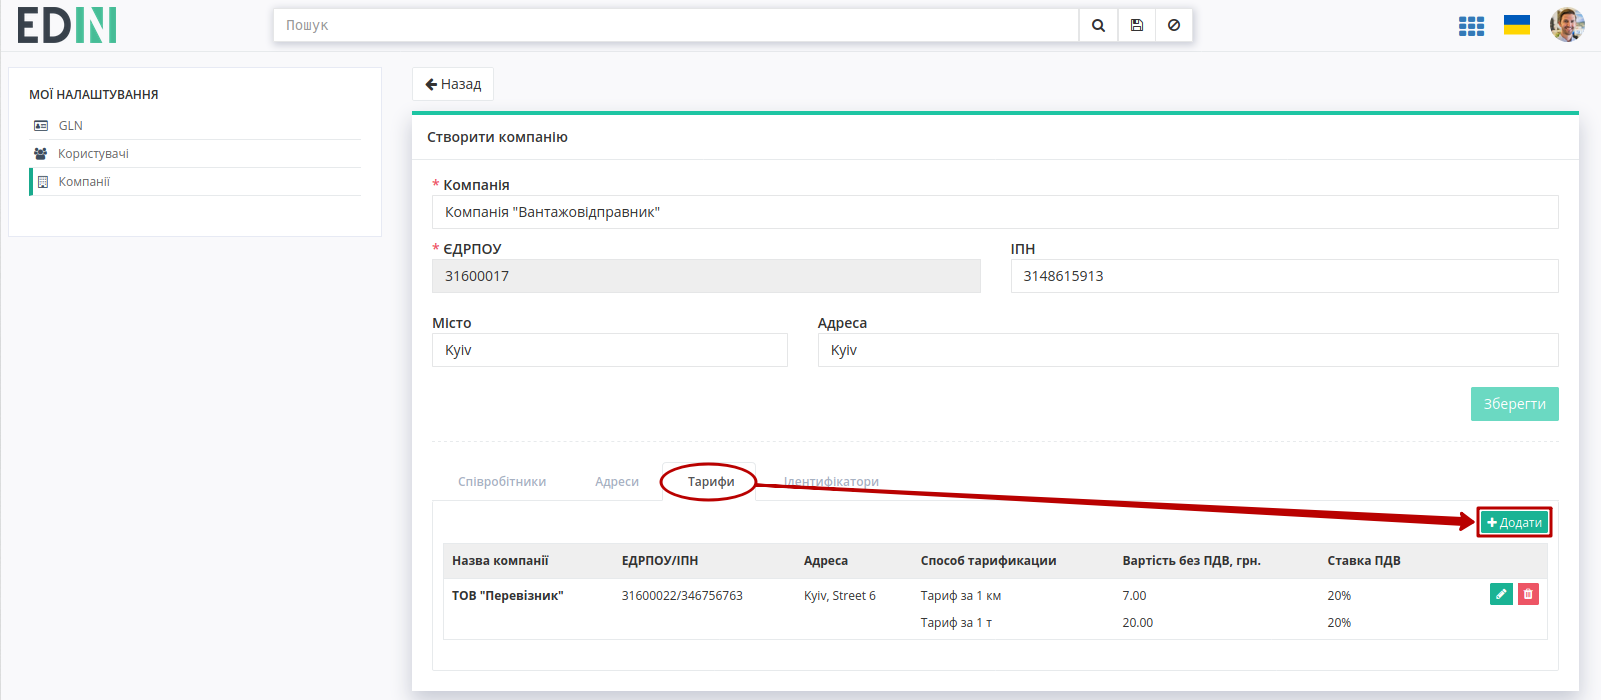 EDIN
Пошук
МОЇ НАЛАШТУВАННЯ
GLN
Користувачі
Компанії
Назад
Створити компанію
* Компанія
Компанія "Вантажовідправник"
* ЄДРПОУ
ІПН
31600017
3148615913
Місто
Адреса
Kyiv
Kyiv
Зберегти
Співробітники Адреси Тарифи Ідентифікатори
+ Додати
Назва компанії ЕДРПОУ/ІПН Адреса Способ тарификации Вартість без ПДВ, грн. Ставка ПДВ
ТОВ "Перевізник" 31600022/346756763 Kyiv, Street 6 Тариф за 1 км 7.00 20%
Тариф за 1 т 20.00 20%